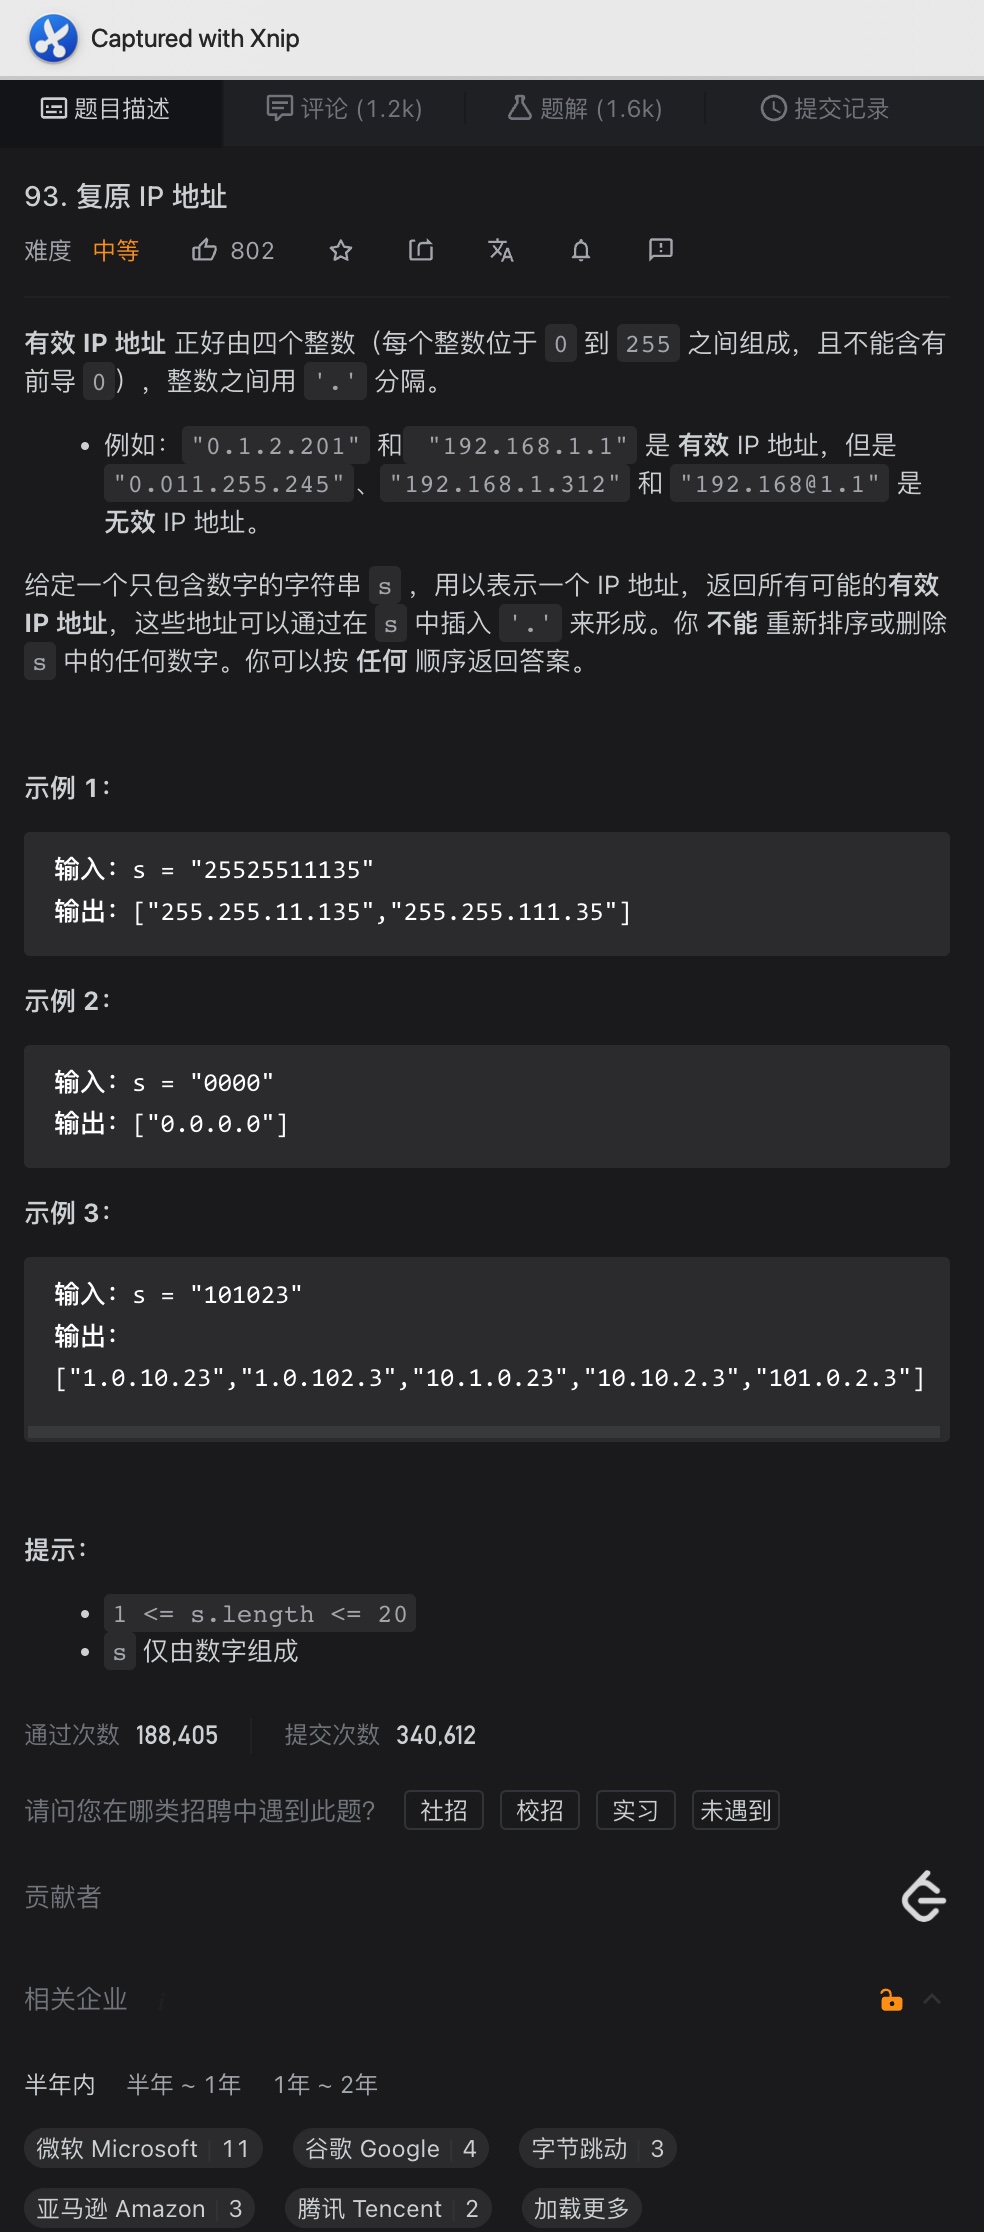 Captured with Xnip
题目描述 评论 (1.2k) 题解 (1.6k) 提交记录
93. 复原 IP 地址
难度 中等 802
有效 IP 地址 正好由四个整数（每个整数位于 0 到 255 之间组成，且不能含有
前导 0），整数之间用 '.' 分隔。
例如："0.1.2.201" 和 "192.168.1.1" 是 有效 IP 地址，但是
"0.011.255.245"、"192.168.1.312" 和 "192.168@1.1" 是
无效 IP 地址。
给定一个只包含数字的字符串 s ，用以表示一个 IP 地址，返回所有可能的有效
IP 地址，这些地址可以通过在 s 中插入 '.' 来形成。你 不能 重新排序或删除
s 中的任何数字。你可以按 任何 顺序返回答案。
示例 1：
输入：s = "25525511135"
输出：["255.255.11.135","255.255.111.35"]
示例 2：
输入：s = "0000"
输出：["0.0.0.0"]
示例 3：
输入：s = "101023"
输出：
["1.0.10.23","1.0.102.3","10.1.0.23","10.10.2.3","101.0.2.3"]
提示：
1 <= s.length <= 20
s 仅由数字组成
通过次数 188,405 提交次数 340,612
请问您在哪类招聘中遇到此题？ 社招 校招 实习 未遇到
贡献者
相关企业
半年内 半年 ~ 1年 1年 ~ 2年
微软 Microsoft 11 谷歌 Google 4 字节跳动 3
亚马逊 Amazon 3 腾讯 Tencent 2 加载更多